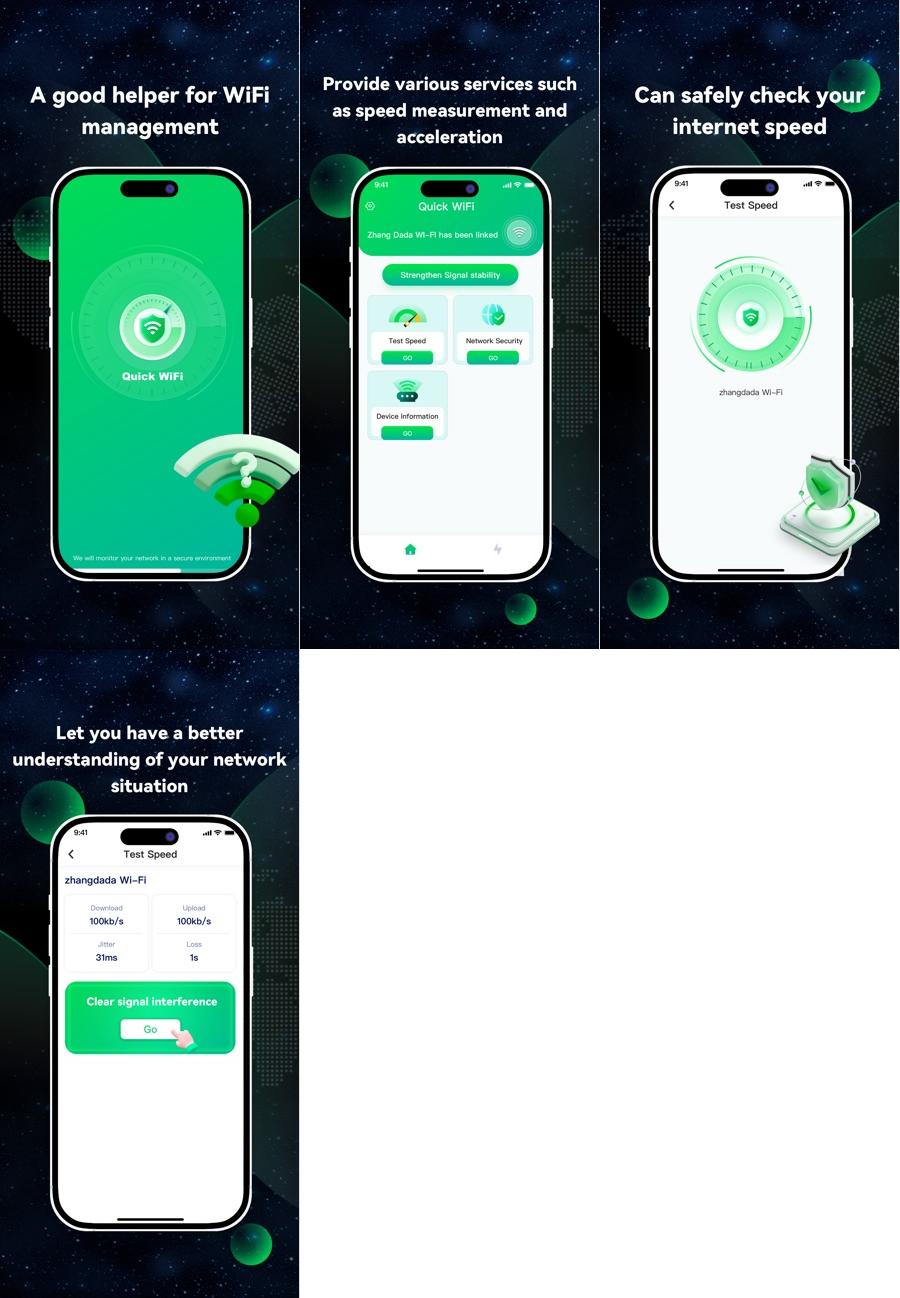 A good helper for WiFi
management
Quick WiFi
We will monitor your network in a secure environment
Provide various services such
as speed measurement and
acceleration
9:41
Quick WiFi
Zhang Dada WI-FI has been linked
Strengthen Signal stability
Test Speed
GO
Network Security
GO
Device Information
GO
Can safely check your
internet speed
9:41
Test Speed
zhangdada Wi-Fi
Let you have a better
understanding of your network
situation
9:41
Test Speed
zhangdada Wi-Fi
Download
100kb/s
Upload
100kb/s
Jitter
31ms
Loss
1s
Clear signal interference
Go